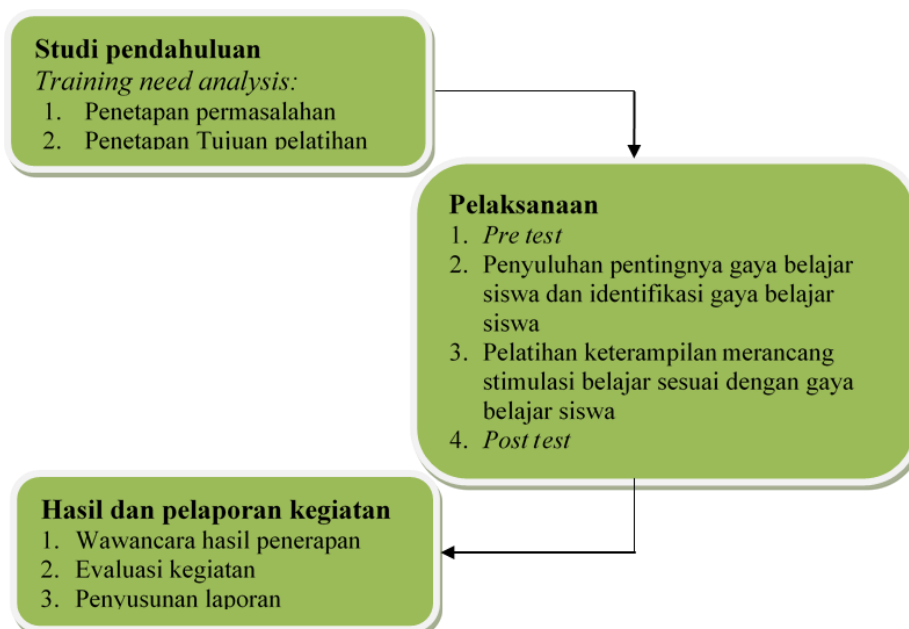 Studi pendahuluan
Training need analysis:
1. Penetapan permasalahan
2. Penetapan Tujuan pelatihan
Pelaksanaan
1. Pre test
2. Penyuluhan pentingnya gaya belajar
siswa dan identifikasi gaya belajar
siswa
3. Pelatihan keterampilan merancang
stimulasi belajar sesuai dengan gaya
belajar siswa
4. Post test
Hasil dan pelaporan kegiatan
1. Wawancara hasil penerapan
2. Evaluasi kegiatan
3. Penyusunan laporan